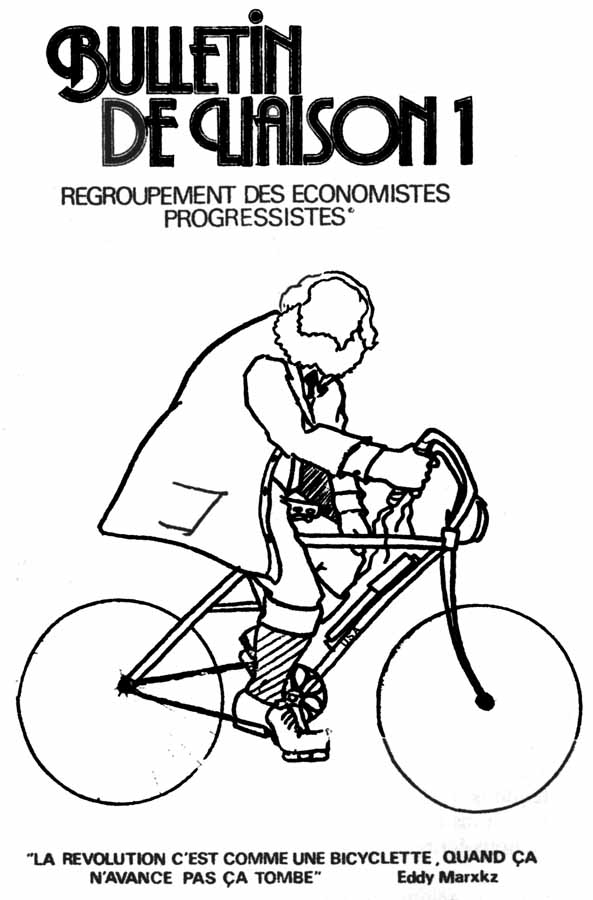 BULLETIN
DE LIAISON 1
REGROUPEMENT DES ECONOMISTES
PROGRESSISTES
USA
"LA REVOLUTION C'EST COMME UNE BICYCLETTE, QUAND ÇA
N'AVANCE PAS ÇA TOMBE" Eddy Marxkz